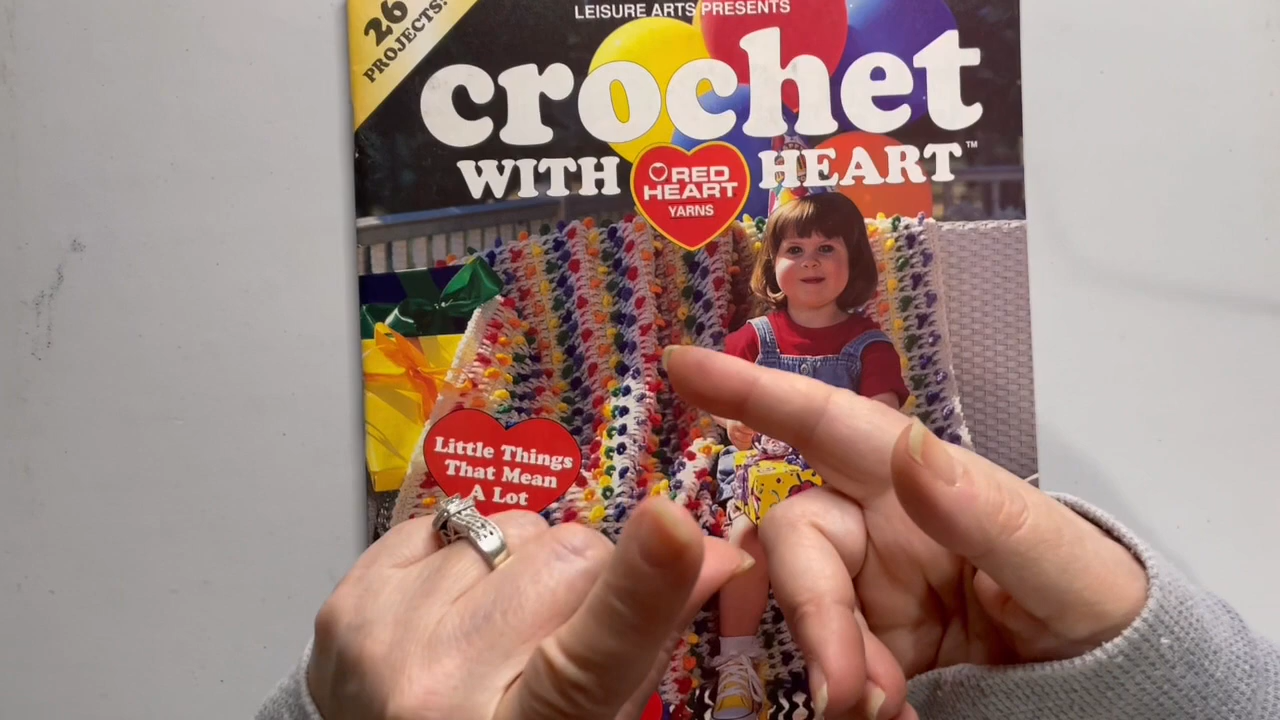 26
PROJECTS!
LEISURE ARTS PRESENTS
crochet
WITH HEART™
RED
HEART
YARNS
Little Things
That Mean
A Lot